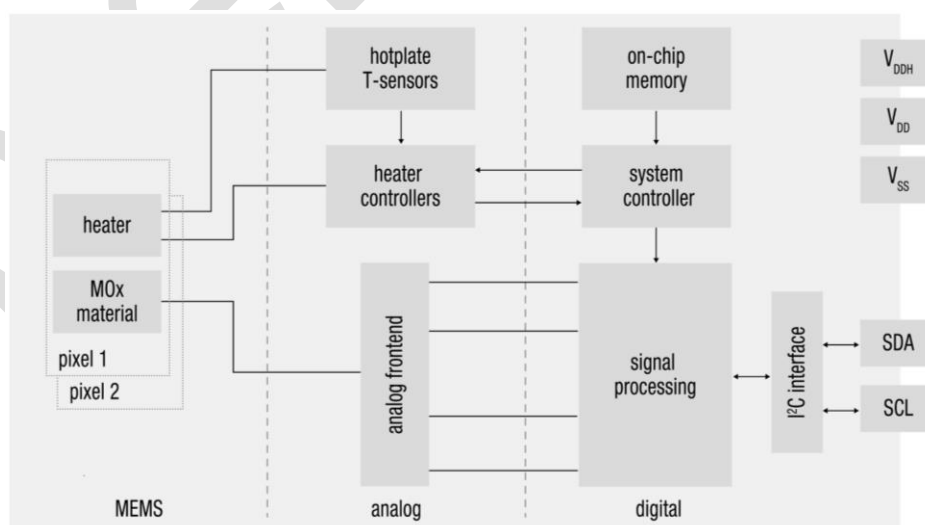 hotplate
T-sensors
on-chip
memory
V_DDH
V_DD
V_SS
heater
controllers
system
controller
heater
MOx
material
pixel 1
pixel 2
analog frontend
signal
processing
I²C interface
SDA
SCL
MEMS
analog
digital